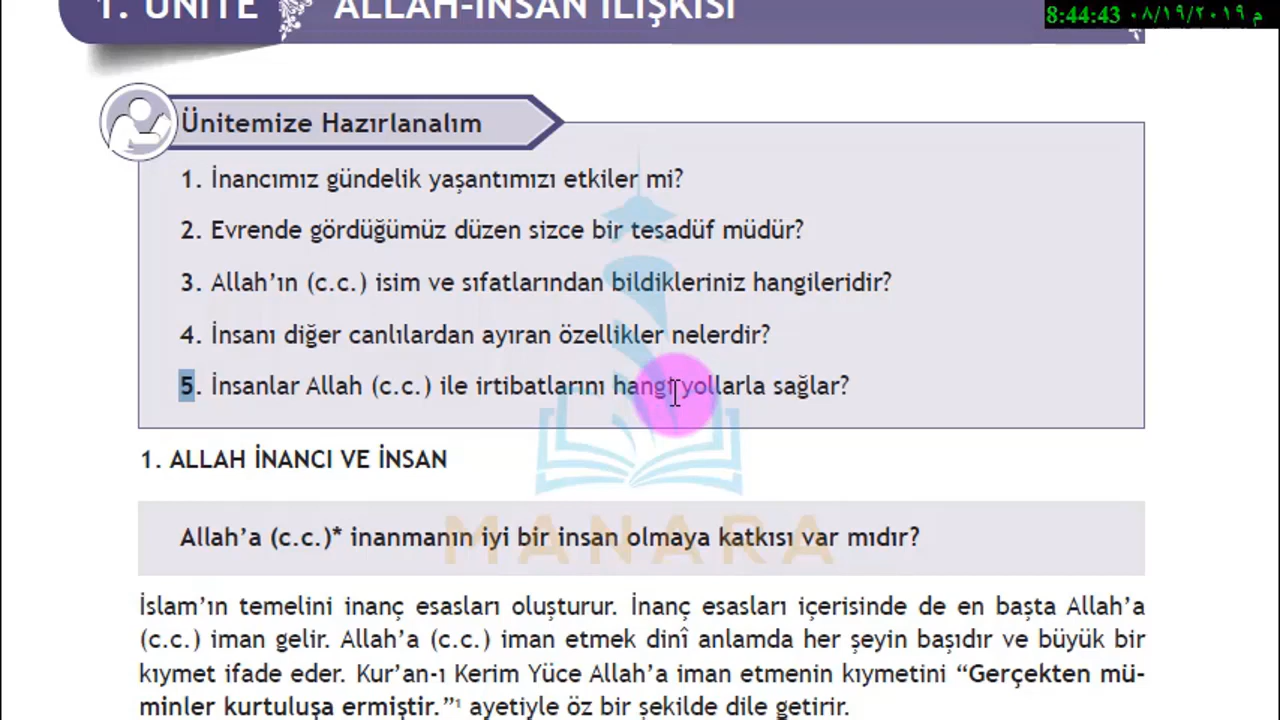 1. ÜNİTE ALLAH-İNSAN İLİŞKİSİ
8:44:43 ٠٨/١٩/٢٠١٩ م
Ünitemize Hazırlanalım
1. İnancımız gündelik yaşantımızı etkiler mi?
2. Evrende gördüğümüz düzen sizce bir tesadüf müdür?
3. Allah’ın (c.c.) isim ve sıfatlarından bildikleriniz hangileridir?
4. İnsanı diğer canlılardan ayıran özellikler nelerdir?
5. İnsanlar Allah (c.c.) ile irtibatlarını hangi yollarla sağlar?
1. ALLAH İNANCI VE İNSAN
Allah’a (c.c.)* inanmanın iyi bir insan olmaya katkısı var mıdır?
MANARA
İslam’ın temelini inanç esasları oluşturur. İnanç esasları içerisinde de en başta Allah’a
(c.c.) iman gelir. Allah’a (c.c.) iman etmek dinî anlamda her şeyin başıdır ve büyük bir
kıymet ifade eder. Kur’an-ı Kerim Yüce Allah’a iman etmenin kıymetini “Gerçekten mü-
minler kurtuluşa ermiştir.”¹ ayetiyle öz bir şekilde dile getirir.